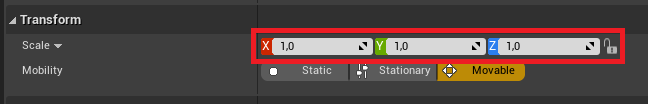 Transform
Scale X 1,0 Y 1,0 Z 1,0
Mobility Static Stationary Movable